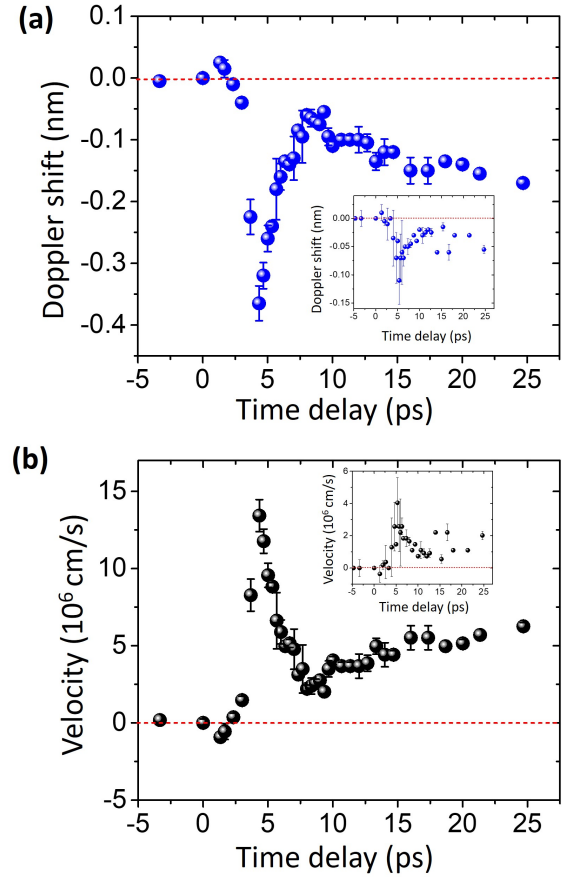 (a)
0.1
0.0
-0.1
-0.2
-0.3
-0.4
Doppler shift (nm)
-5 0 5 10 15 20 25
Time delay (ps)
0.00
-0.05
-0.10
-0.15
Doppler shift (nm)
-5 0 5 10 15 20 25
Time delay (ps)
(b)
15
10
5
0
-5
Velocity (10⁶ cm/s)
-5 0 5 10 15 20 25
Time delay (ps)
6
4
2
0
Velocity (10⁶ cm/s)
-5 0 5 10 15 20 25
Time delay (ps)